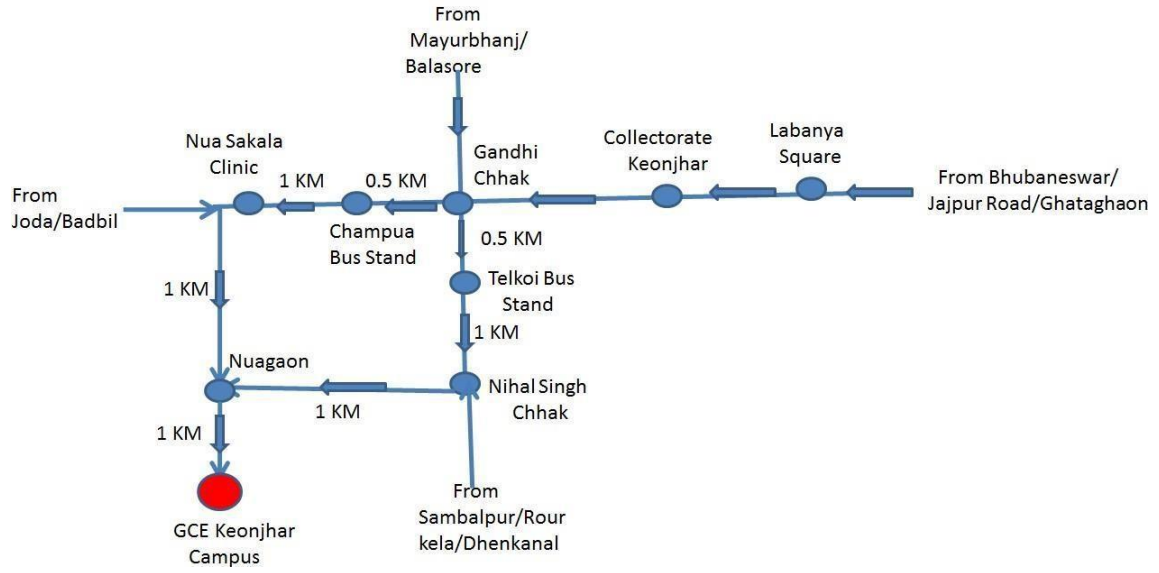 From
Mayurbhanj/
Balasore
Nua Sakala
Clinic
Gandhi
Chhak
Collectorate
Keonjhar
Labanya
Square
From
Joda/Badbil
1 KM
0.5 KM
Champua
Bus Stand
From Bhubaneswar/
Jajpur Road/Ghataghaon
0.5 KM
Telkoi Bus
Stand
1 KM
1 KM
Nuagaon
Nihal Singh
Chhak
1 KM
1 KM
GCE Keonjhar
Campus
From
Sambalpur/Rour
kela/Dhenkanal